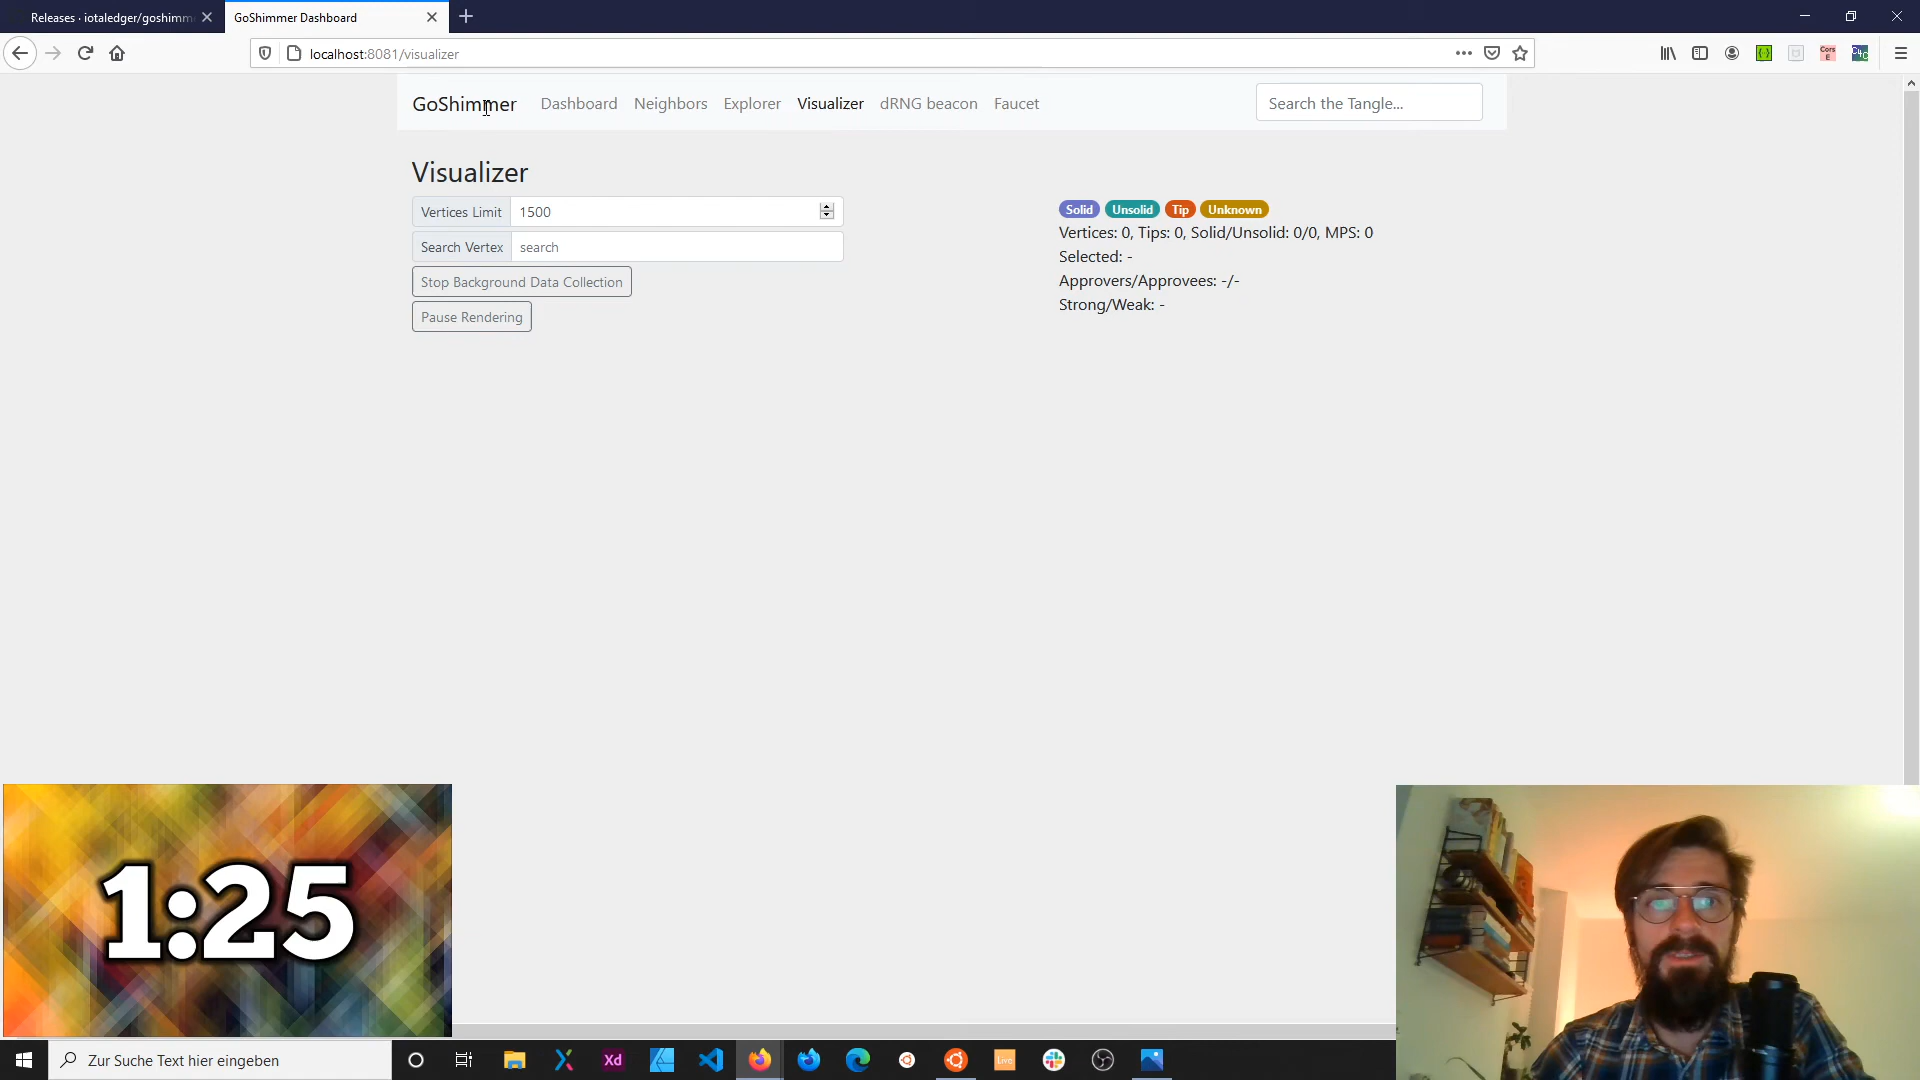 Releases · iotaledger/goshimm
GoShimmer Dashboard
localhost:8081/visualizer
GoShimmer
Dashboard
Neighbors
Explorer
Visualizer
dRNG beacon
Faucet
Search the Tangle...
Visualizer
Vertices Limit 1500
Search Vertex search
Stop Background Data Collection
Pause Rendering
Solid Unsolid Tip Unknown
Vertices: 0, Tips: 0, Solid/Unsolid: 0/0, MPS: 0
Selected: -
Approvers/Approvees: -/-
Strong/Weak: -
1:25
Zur Suche Text hier eingeben
Xd
Live